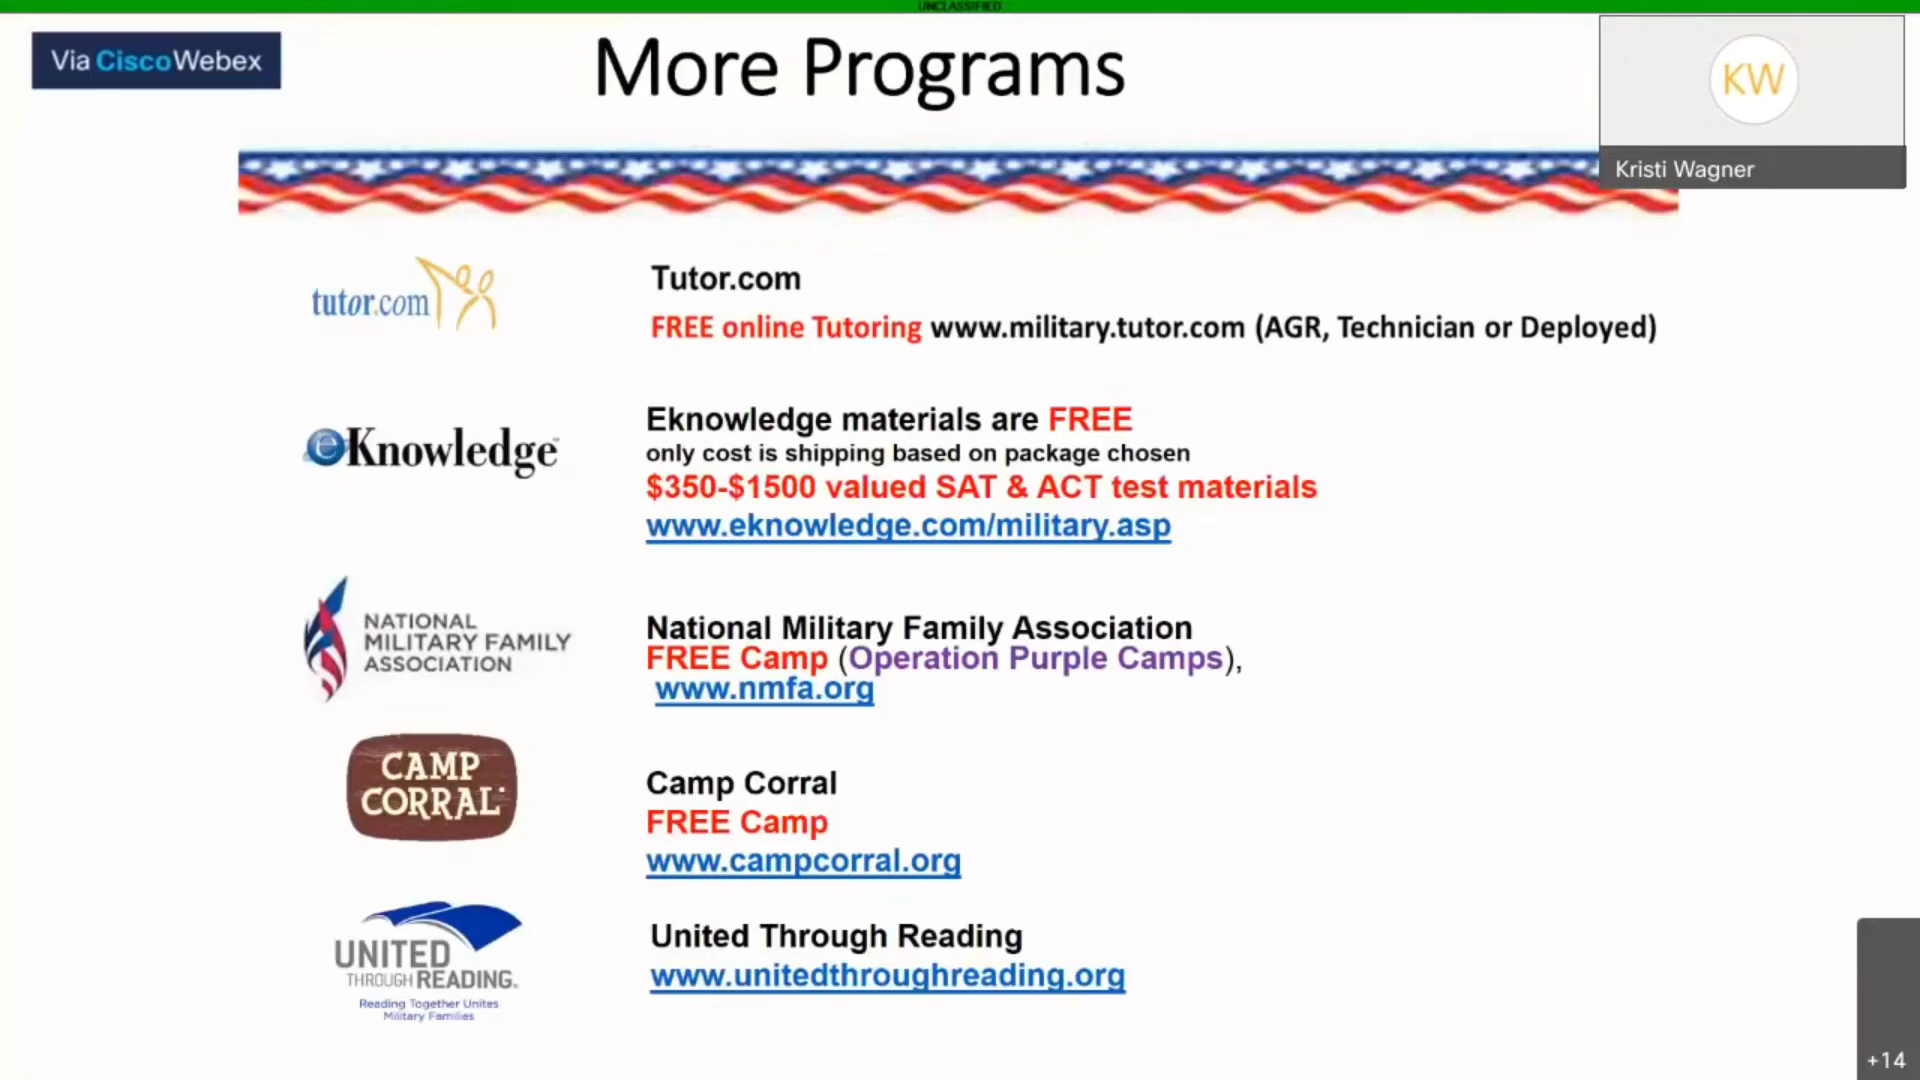 UNCLASSIFIED
Via CiscoWebex
More Programs
KW
Kristi Wagner
tutor.com
Tutor.com
FREE online Tutoring www.military.tutor.com (AGR, Technician or Deployed)
eKnowledge
Eknowledge materials are FREE
only cost is shipping based on package chosen
$350-$1500 valued SAT & ACT test materials
www.eknowledge.com/military.asp
NATIONAL
MILITARY FAMILY
ASSOCIATION
National Military Family Association
FREE Camp (Operation Purple Camps),
www.nmfa.org
CAMP
CORRAL
Camp Corral
FREE Camp
www.campcorral.org
UNITED
THROUGH READING.
Reading Together Unites
Military Families
United Through Reading
www.unitedthroughreading.org
+14